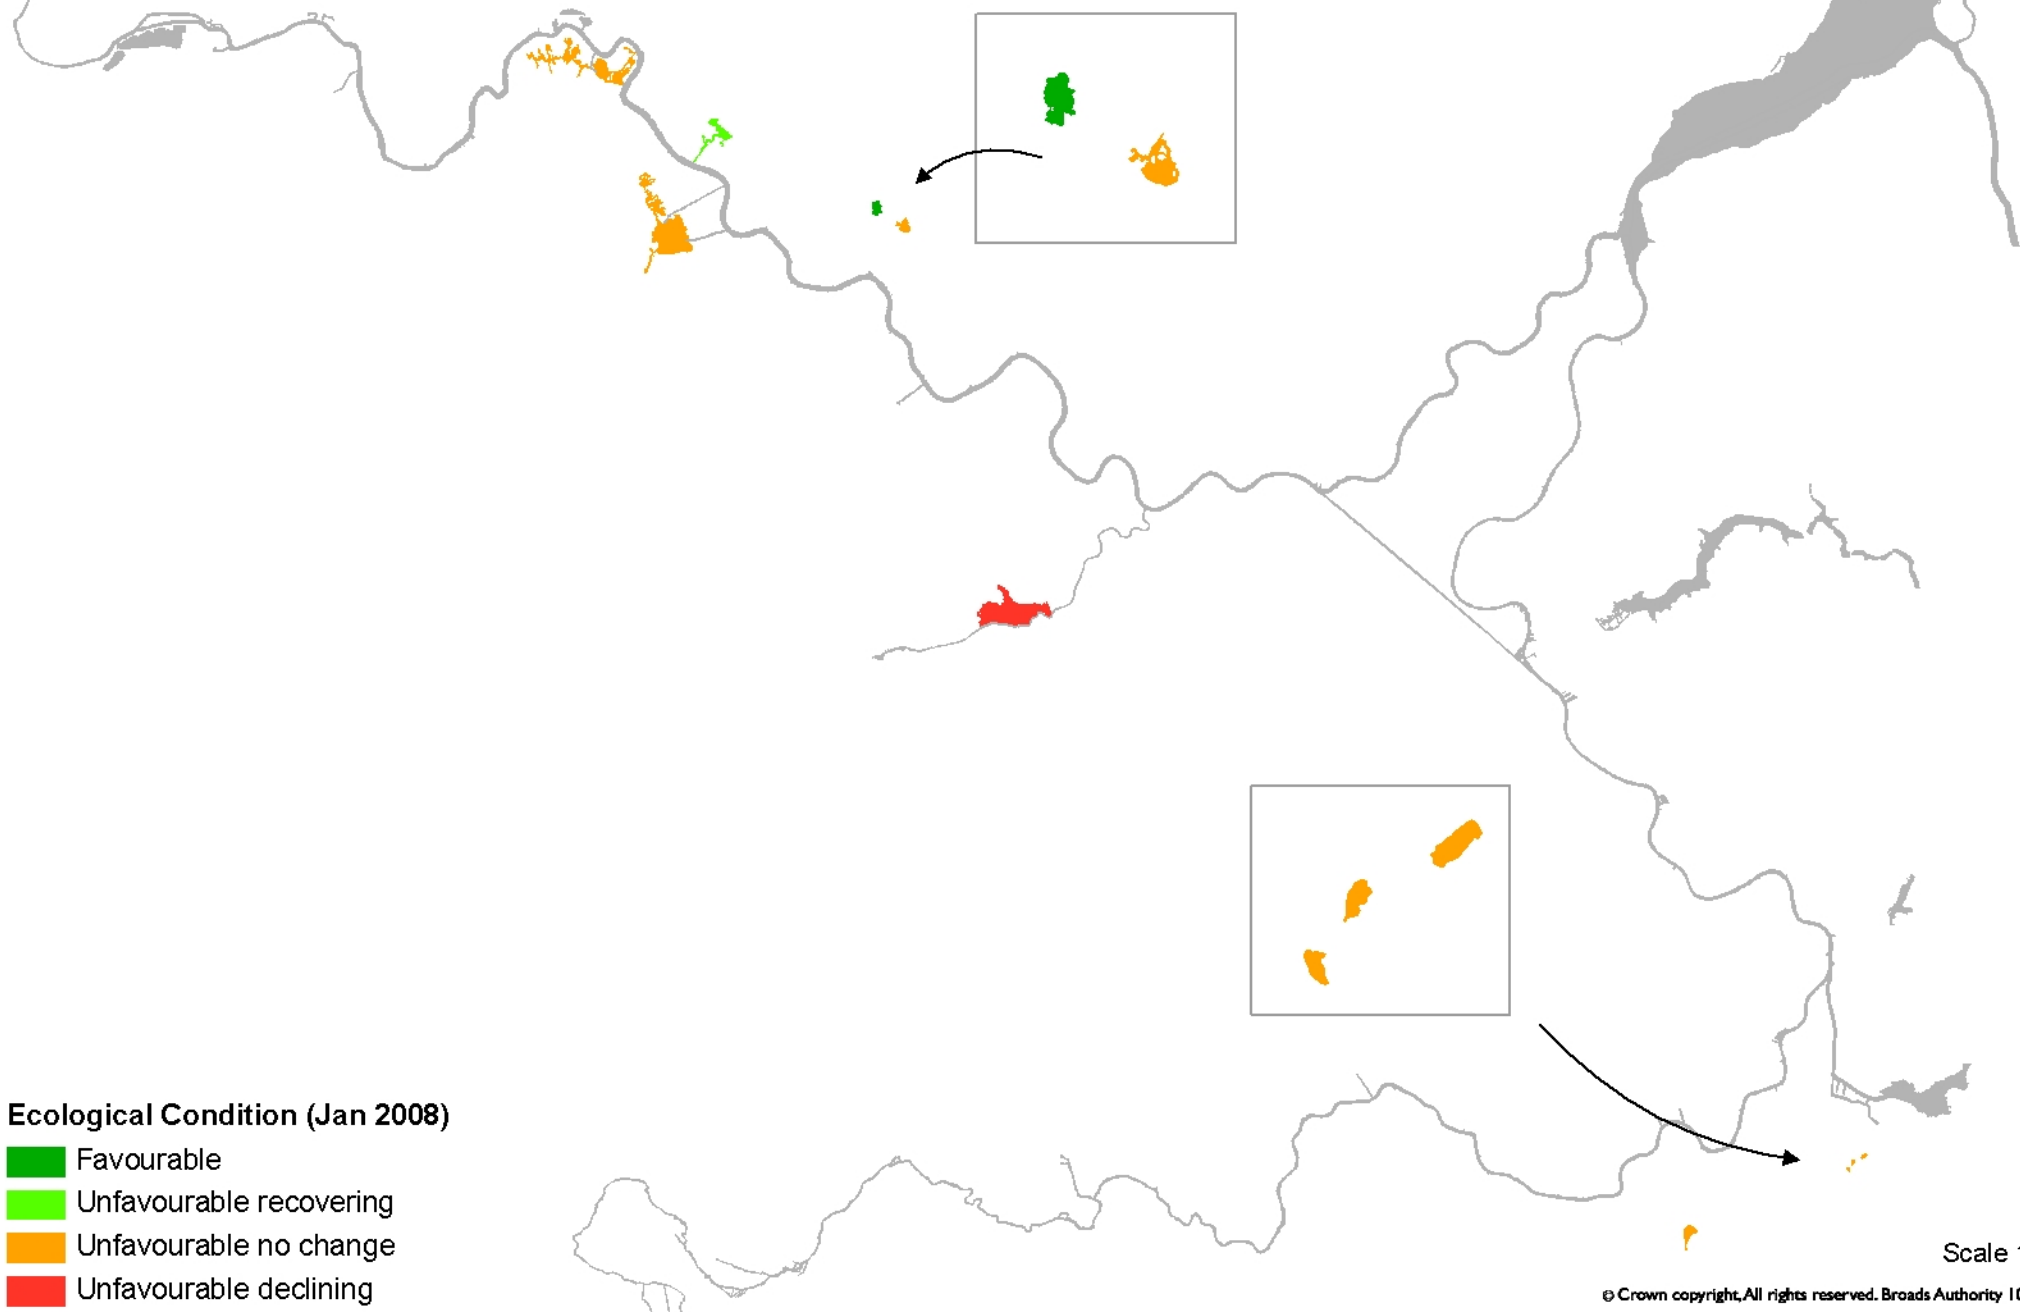 Ecological Condition (Jan 2008)
Favourable
Unfavourable recovering
Unfavourable no change
Unfavourable declining
Scale
© Crown copyright, All rights reserved. Broads Authority